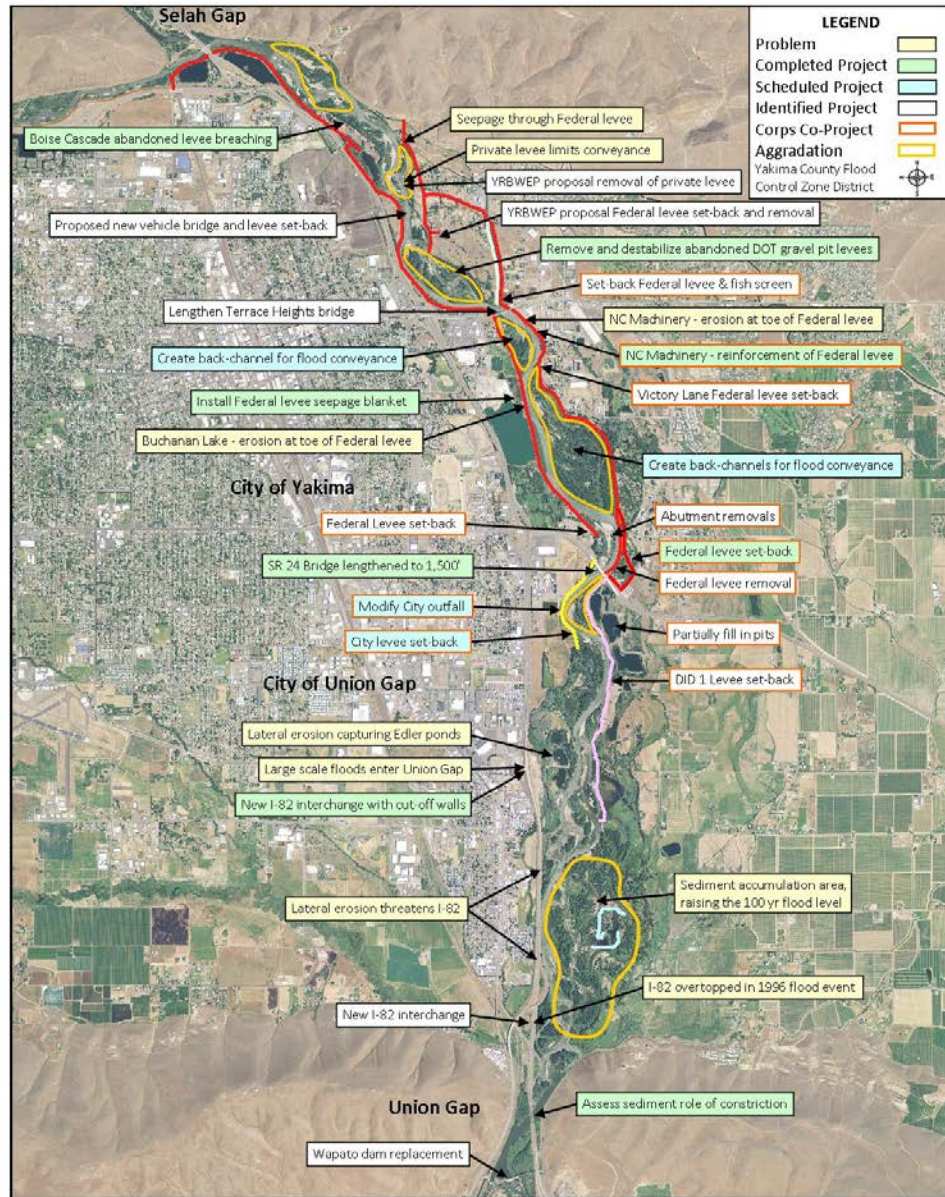 Selah Gap
LEGEND
Problem
Completed Project
Scheduled Project
Identified Project
Corps Co-Project
Aggradation
Yakima County Flood
Control Zone District
N
W
E
S
Boise Cascade abandoned levee breaching
Seepage through Federal levee
Private levee limits conveyance
YRBWEP proposal removal of private levee
Proposed new vehicle bridge and levee set-back
YRBWEP proposal Federal levee set-back and removal
Remove and destabilize abandoned DOT gravel pit levees
Set-back Federal levee & fish screen
Lengthen Terrace Heights bridge
NC Machinery - erosion at toe of Federal levee
Create back-channel for flood conveyance
NC Machinery - reinforcement of Federal levee
Install Federal levee seepage blanket
Victory Lane Federal levee set-back
Buchanan Lake - erosion at toe of Federal levee
Create back-channels for flood conveyance
City of Yakima
Federal Levee set-back
Abutment removals
SR 24 Bridge lengthened to 1,500'
Federal levee set-back
Federal levee removal
Modify City outfall
Partially fill in pits
City levee set-back
DID 1 Levee set-back
City of Union Gap
Lateral erosion capturing Edler ponds
Large scale floods enter Union Gap
New I-82 interchange with cut-off walls
Sediment accumulation area,
raising the 100 yr flood level
Lateral erosion threatens I-82
I-82 overtopped in 1996 flood event
New I-82 interchange
Union Gap
Assess sediment role of constriction
Wapato dam replacement